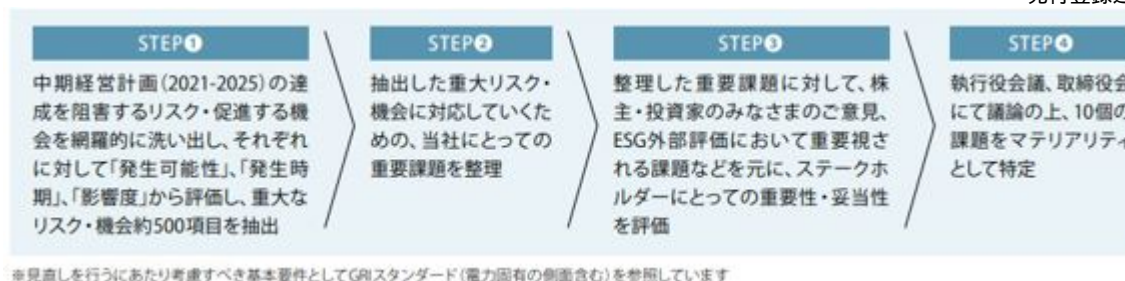 STEP❶
中期経営計画(2021-2025)の達
成を阻害するリスク・促進する機
会を網羅的に洗い出し、それぞれ
に対して「発生可能性」、「発生時
期」、「影響度」から評価し、重大な
リスク・機会約500項目を抽出
STEP❷
抽出した重大リスク・
機会に対応していくた
めの、当社にとっての
重要課題を整理
STEP❸
整理した重要課題に対して、株
主・投資家のみなさまのご意見、
ESG外部評価において重要視さ
れる課題などを元に、ステークホ
ルダーにとっての重要性・妥当性
を評価
STEP❹
執行役会議、取締役会
にて議論の上、10個の
課題をマテリアリティ
として特定
※見直しを行うにあたり考慮すべき基本要件としてGRIスタンダード(電力固有の側面含む)を参照しています